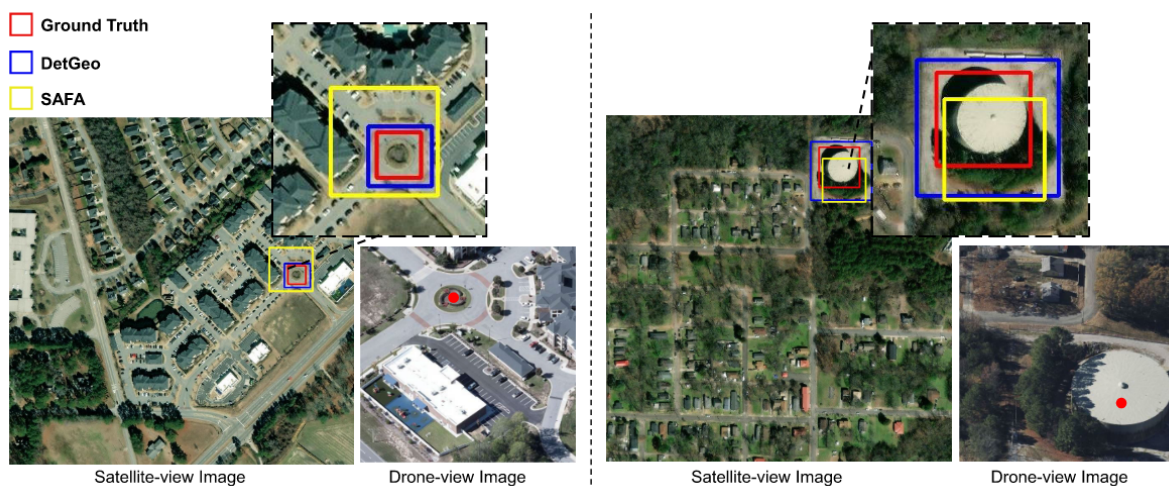 Ground Truth
DetGeo
SAFA
Satellite-view Image
Drone-view Image
Satellite-view Image
Drone-view Image